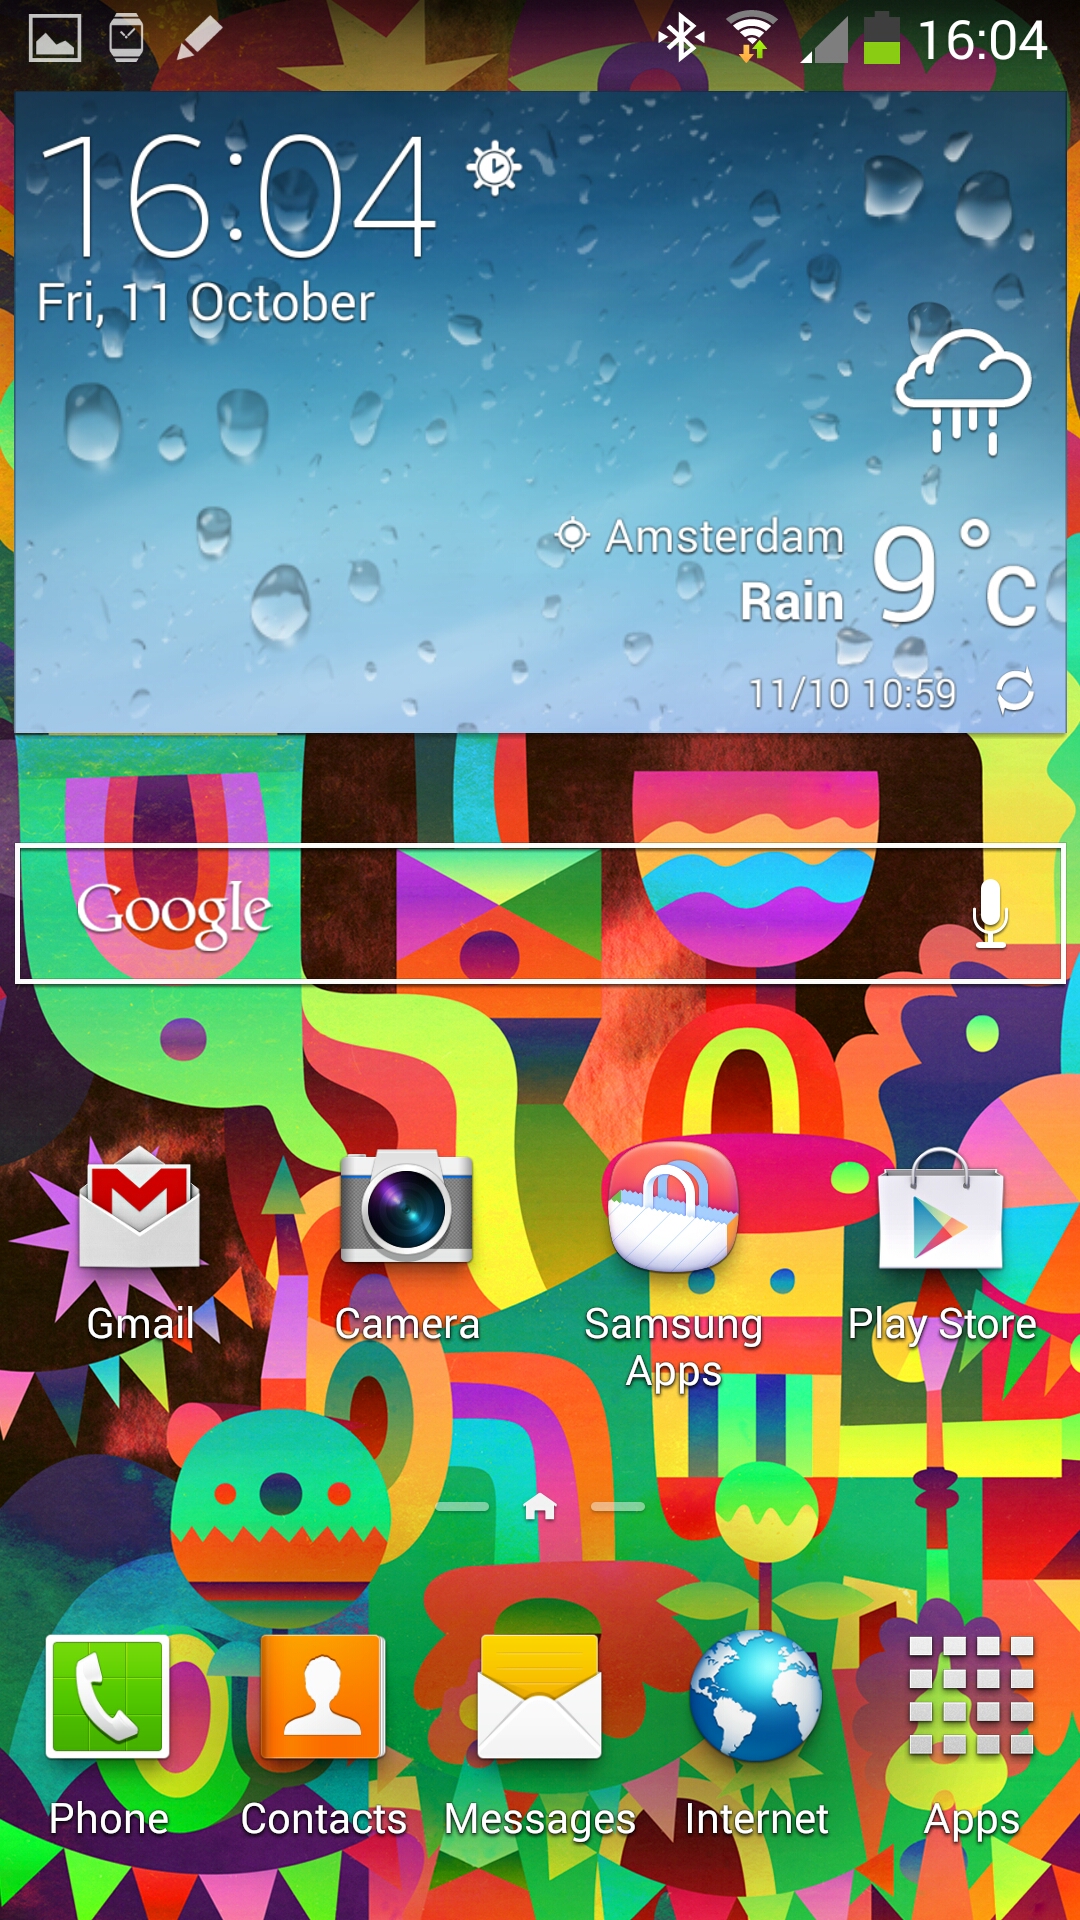 16:04
16:04
Fri, 11 October
Amsterdam
Rain
9°C
11/10 10:59
Google
Gmail
Camera
Samsung
Apps
Play Store
Phone
Contacts
Messages
Internet
Apps